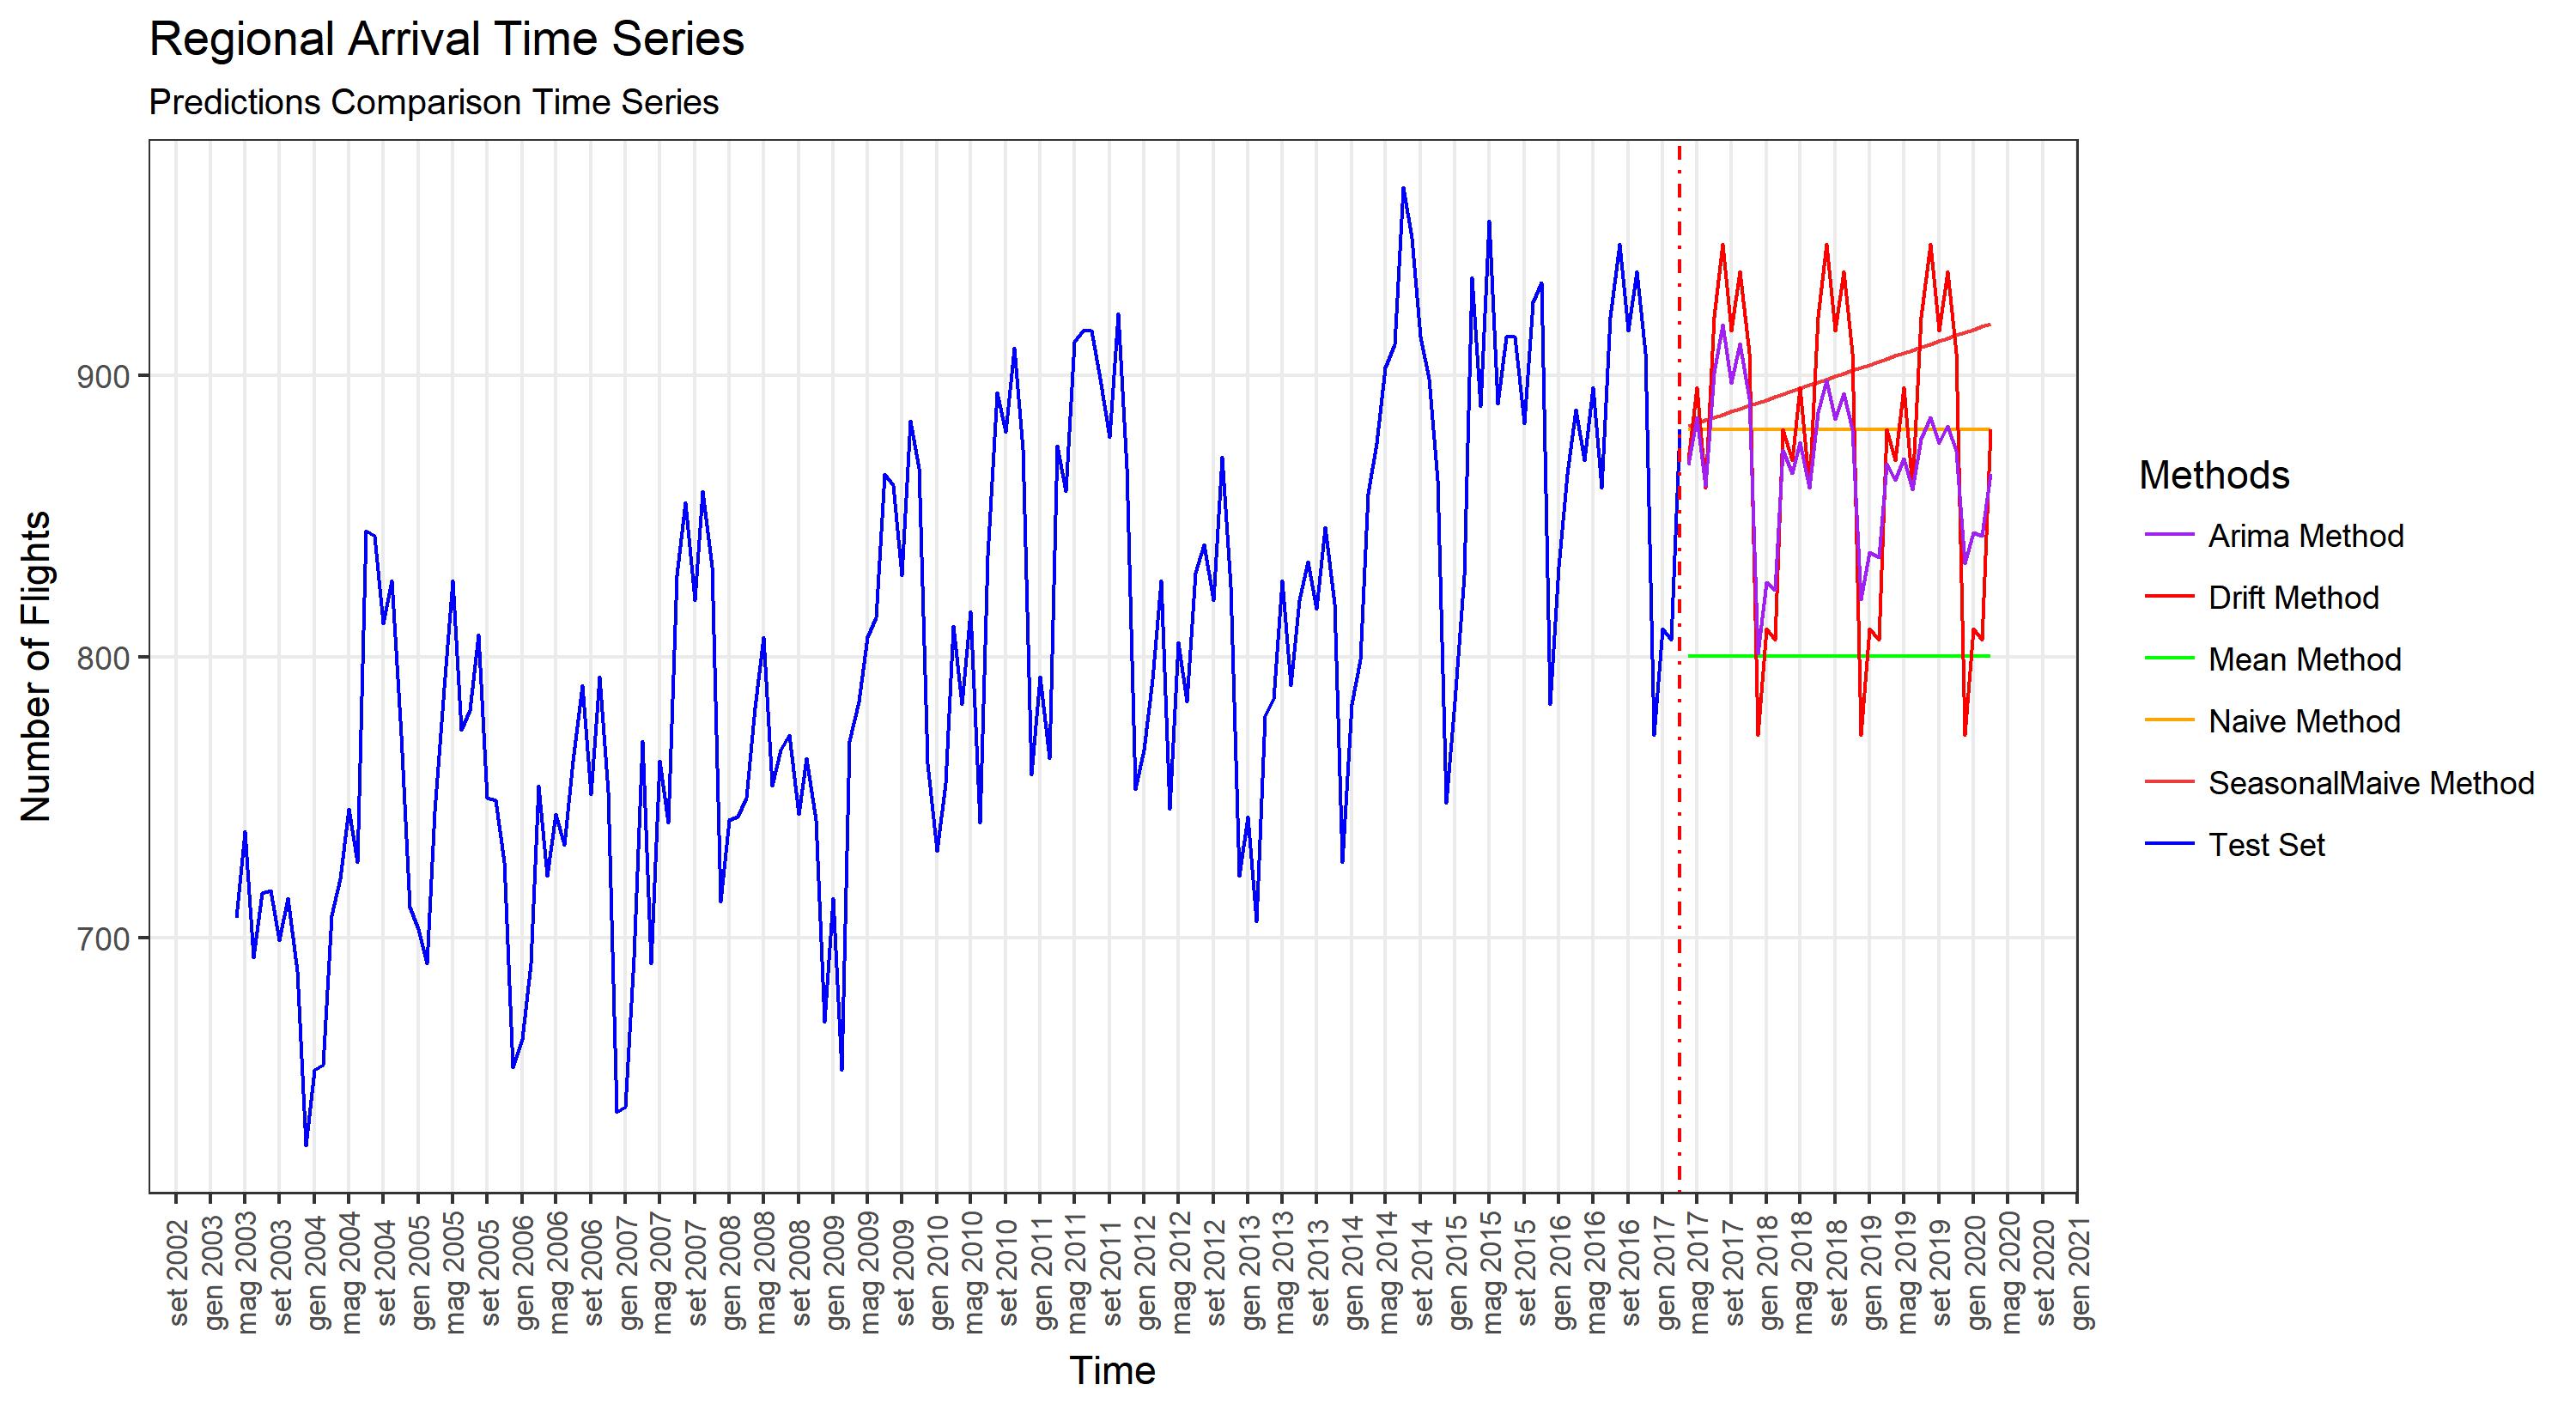 Regional Arrival Time Series
Predictions Comparison Time Series
Number of Flights
900
800
700
set 2002
gen 2003
mag 2003
set 2003
gen 2004
mag 2004
set 2004
gen 2005
mag 2005
set 2005
gen 2006
mag 2006
set 2006
gen 2007
mag 2007
set 2007
gen 2008
mag 2008
set 2008
gen 2009
mag 2009
set 2009
gen 2010
mag 2010
set 2010
gen 2011
mag 2011
set 2011
gen 2012
mag 2012
set 2012
gen 2013
mag 2013
set 2013
gen 2014
mag 2014
set 2014
gen 2015
mag 2015
set 2015
gen 2016
mag 2016
set 2016
gen 2017
mag 2017
set 2017
gen 2018
mag 2018
set 2018
gen 2019
mag 2019
set 2019
gen 2020
mag 2020
set 2020
gen 2021
Time
Methods
Arima Method
Drift Method
Mean Method
Naive Method
SeasonalMaive Method
Test Set